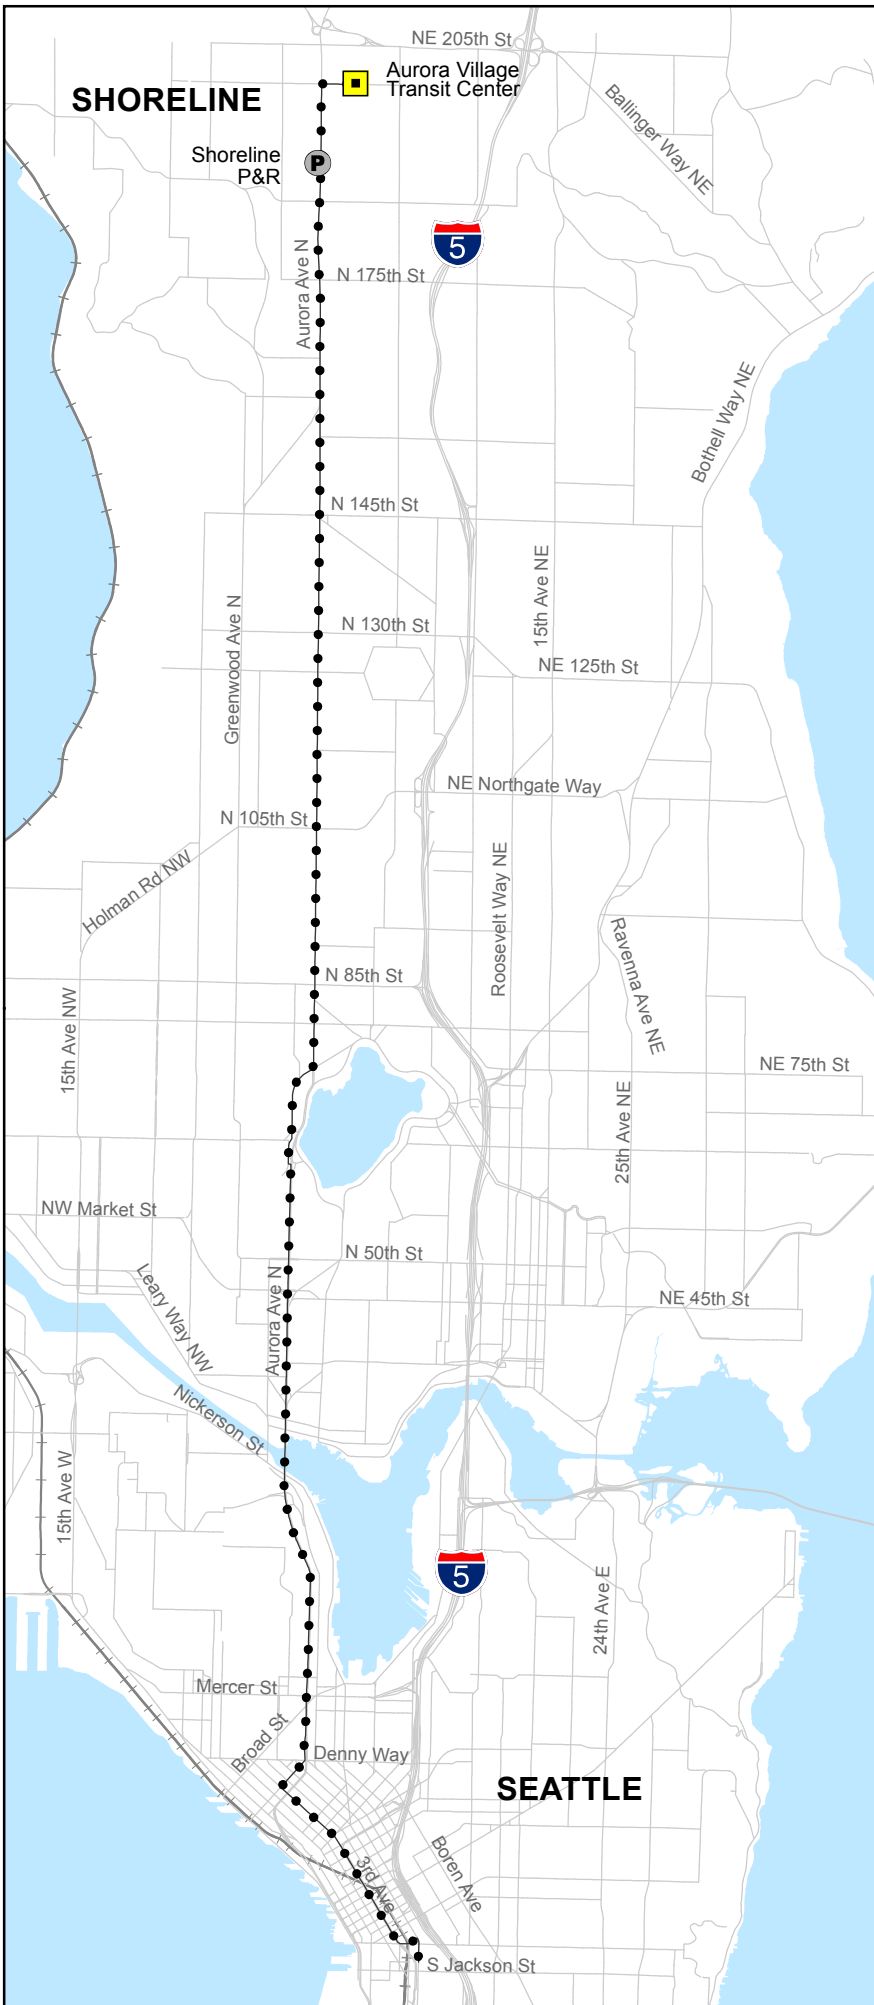 NE 205th St
Aurora Village
Transit Center
SHORELINE
Ballinger Way NE
Shoreline
P&R
P
5
Aurora Ave N
N 175th St
Bothell Way NE
N 145th St
15th Ave NE
Greenwood Ave N
N 130th St
NE 125th St
NE Northgate Way
N 105th St
Holman Rd NW
Roosevelt Way NE
Ravenna Ave NE
N 85th St
15th Ave NW
NE 75th St
25th Ave NE
NW Market St
N 50th St
Leary Way NW
Aurora Ave N
NE 45th St
Nickerson St
15th Ave W
5
24th Ave E
Mercer St
Broad St
Denny Way
SEATTLE
Boren Ave
3rd Ave
S Jackson St